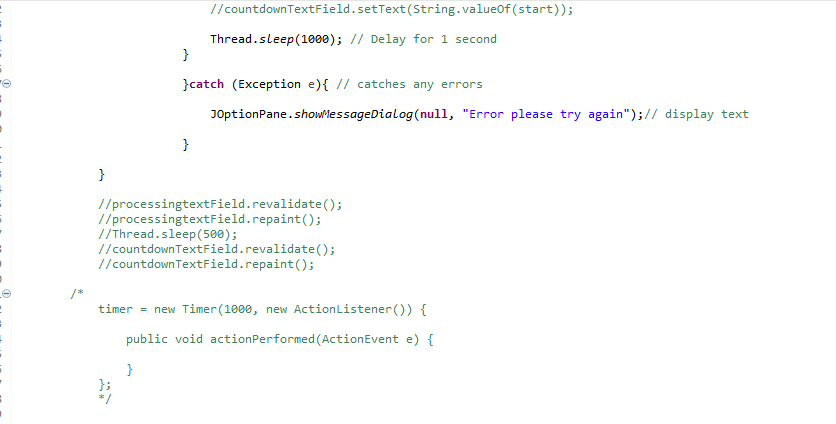 //countdownTextField.setText(String.valueOf(start));
Thread.sleep(1000); // Delay for 1 second
}
}catch (Exception e){ // catches any errors
JOptionPane.showMessageDialog(null, "Error please try again");// display text
}
}
//processingtextField.revalidate();
//processingtextField.repaint();
//Thread.sleep(500);
//countdownTextField.revalidate();
//countdownTextField.repaint();
/*
timer = new Timer(1000, new ActionListener()) {
public void actionPerformed(ActionEvent e) {
}
};
*/